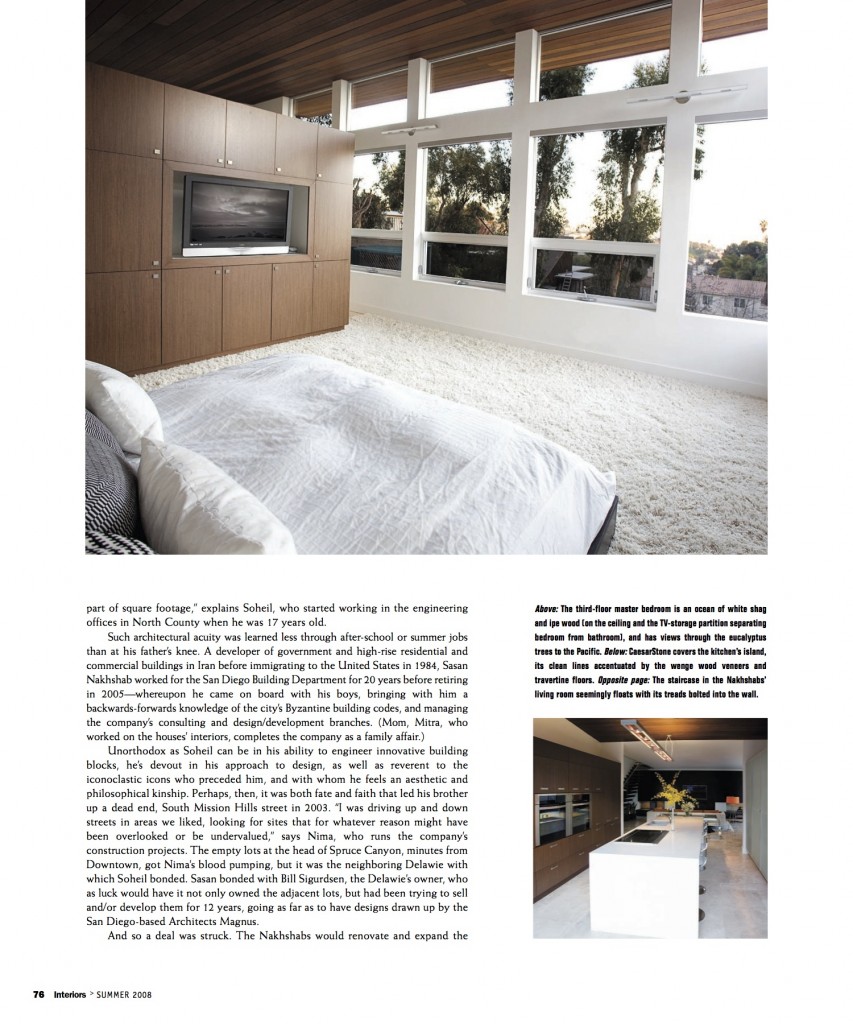 part of square footage," explains Soheil, who started working in the engineering
offices in North County when he was 17 years old.
Such architectural acuity was learned less through after-school or summer jobs
than at his father's knee. A developer of government and high-rise residential and
commercial buildings in Iran before immigrating to the United States in 1984, Sasan
Nakhshab worked for the San Diego Building Department for 20 years before retiring
in 2005—whereupon he came on board with his boys, bringing with him a
backwards-forwards knowledge of the city's Byzantine building codes, and managing
the company's consulting and design/development branches. (Mom, Mitra, who
worked on the houses' interiors, completes the company as a family affair.)
Unorthodox as Soheil can be in his ability to engineer innovative building
blocks, he's devout in his approach to design, as well as reverent to the
iconoclastic icons who preceded him, and with whom he feels an aesthetic and
philosophical kinship. Perhaps, then, it was both fate and faith that led his brother
up a dead end, South Mission Hills street in 2003. "I was driving up and down
streets in areas we liked, looking for sites that for whatever reason might have
been overlooked or be undervalued," says Nima, who runs the company's
construction projects. The empty lots at the head of Spruce Canyon, minutes from
Downtown, got Nima's blood pumping, but it was the neighboring Delawie with
which Soheil bonded. Sasan bonded with Bill Sigurdsen, the Delawie's owner, who
as luck would have it not only owned the adjacent lots, but had been trying to sell
and/or develop them for 12 years, going as far as to have designs drawn up by the
San Diego-based Architects Magnus.
And so a deal was struck. The Nakhshabs would renovate and expand the
Above: The third-floor master bedroom is an ocean of white shag
and ipe wood (on the ceiling and the TV-storage partition separating
bedroom from bathroom), and has views through the eucalyptus
trees to the Pacific. Below: CaesarStone covers the kitchen's island,
its clean lines accentuated by the wenge wood veneers and
travertine floors. Opposite page: The staircase in the Nakhshabs'
living room seemingly floats with its treads bolted into the wall.
76 Interiors > SUMMER 2008